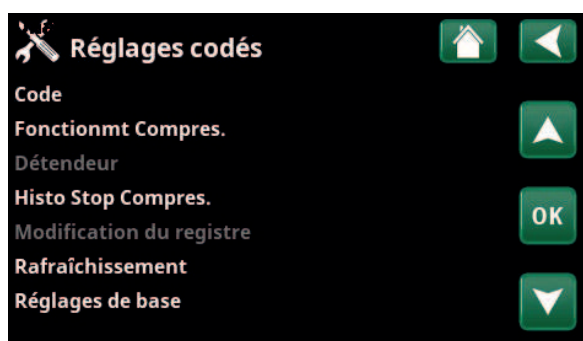 Réglages codés
Code
Fonctionmt Compres.
Détendeur
Histo Stop Compres.
OK
Modification du registre
Rafraîchissement
Réglages de base